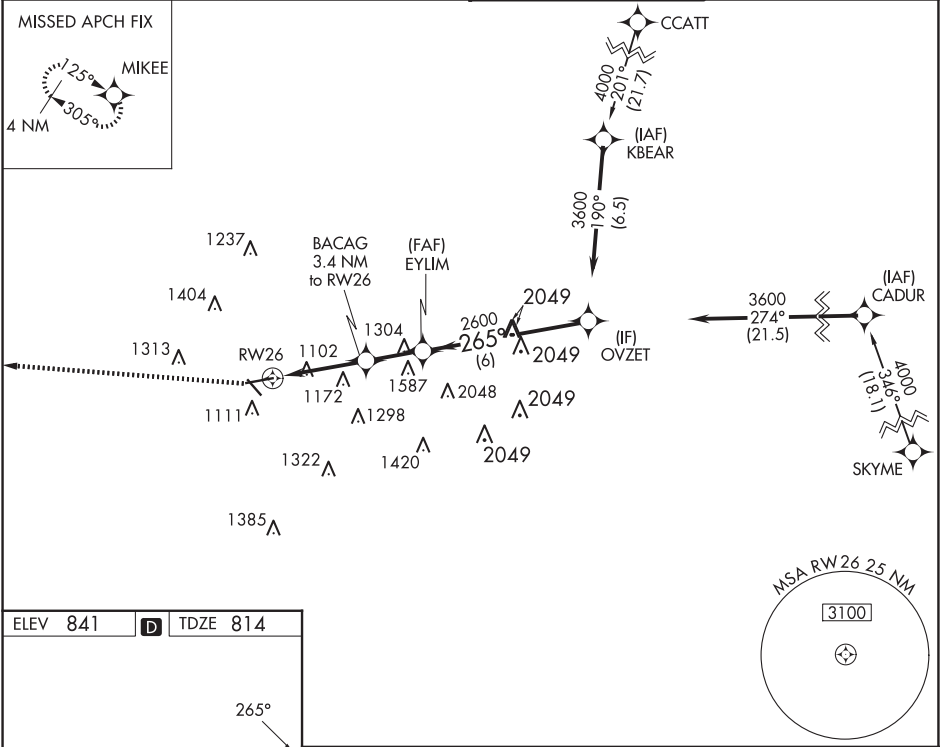 MISSED APCH FIX
125°
MIKEE
305°
4 NM
CCATT
4000
201°
(21.7)
(IAF)
KBEAR
3600
190°
(6.5)
1237
BACAG
3.4 NM
to RW26
(FAF)
EYLIM
1404
2049
2600
265°
(6)
(IF)
OVZET
3600
274°
(21.5)
(IAF)
CADUR
1304
2049
1313
RW26
1102
1172
1587
2048
1111
1298
2049
4000
346°
(18.1)
1322
1420
2049
SKYME
1385
MSA RW26 25 NM
3100
ELEV 841 D TDZE 814
265°